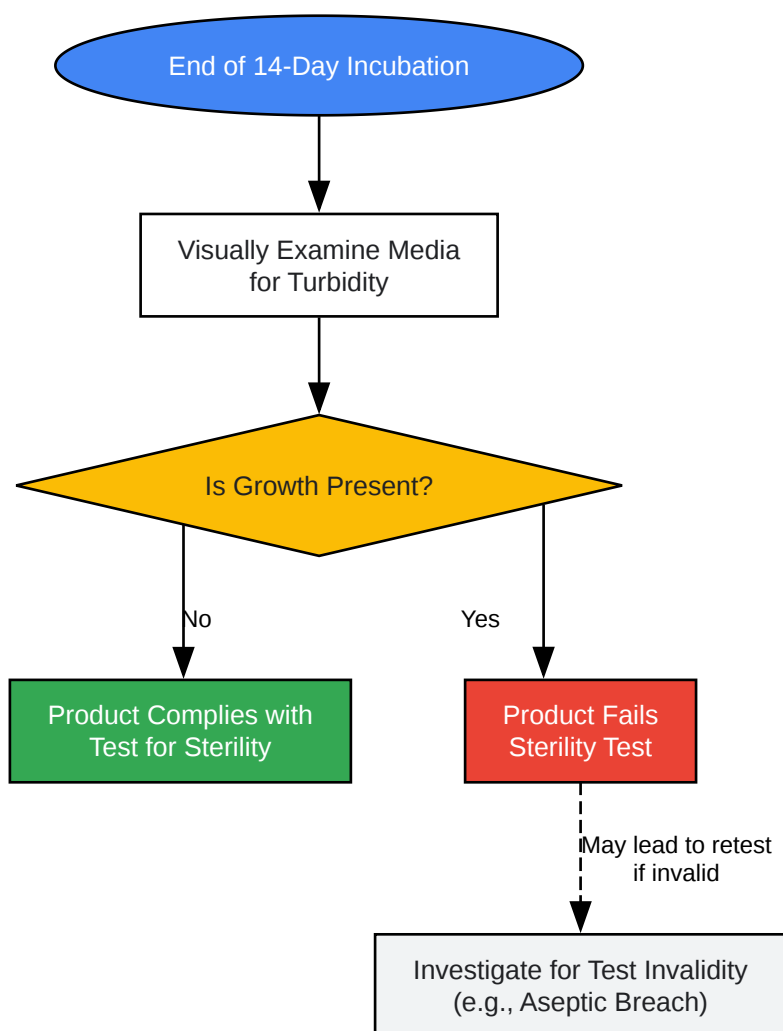 End of 14-Day Incubation
Visually Examine Media
for Turbidity
Is Growth Present?
No
Yes
Product Complies with
Test for Sterility
Product Fails
Sterility Test
May lead to retest
if invalid
Investigate for Test Invalidity
(e.g., Aseptic Breach)